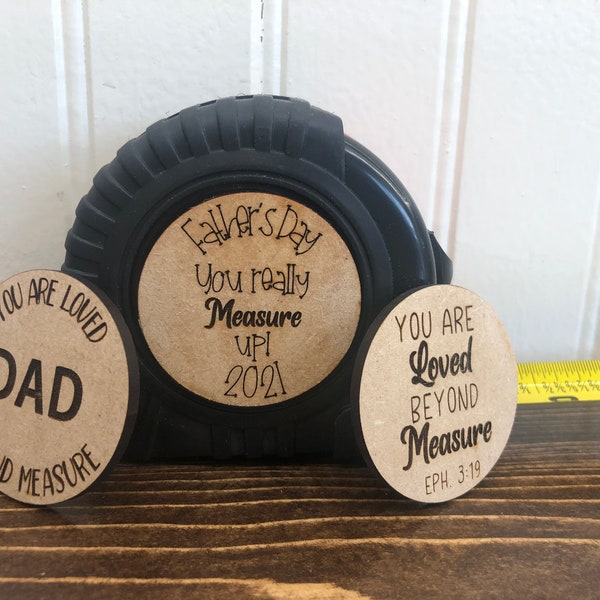 YOU ARE LOVED
DAD
MEASURE
Father's Day
You really
Measure
up!
2021
YOU ARE
Loved
BEYOND
Measure
EPH. 3:19